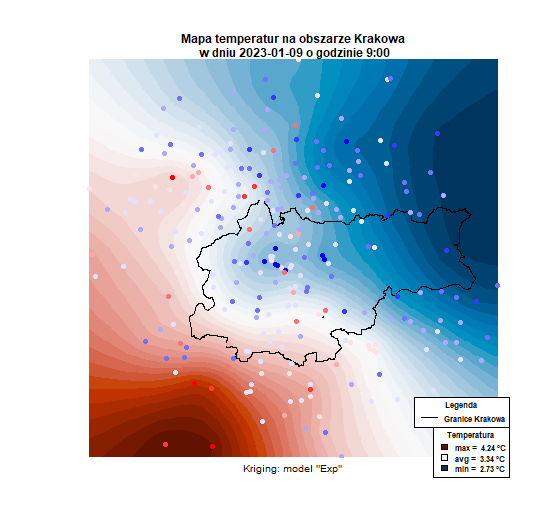 Mapa temperatur na obszarze Krakowa
w dniu 2023-01-09 o godzinie 9:00
Legenda
Granice Krakowa
Temperatura
max = 4.24 °C
avg = 3.34 °C
min = 2.73 °C
Kriging: model "Exp"